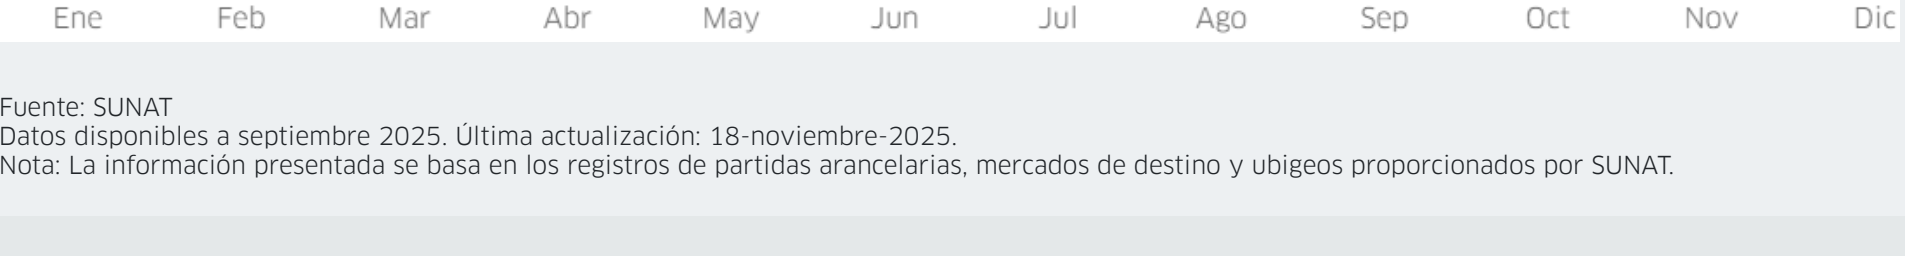 Ene Feb Mar Abr May Jun Jul Ago Sep Oct Nov Dic
Fuente: SUNAT
Datos disponibles a septiembre 2025. Última actualización: 18-noviembre-2025.
Nota: La información presentada se basa en los registros de partidas arancelarias, mercados de destino y ubigeos proporcionados por SUNAT.